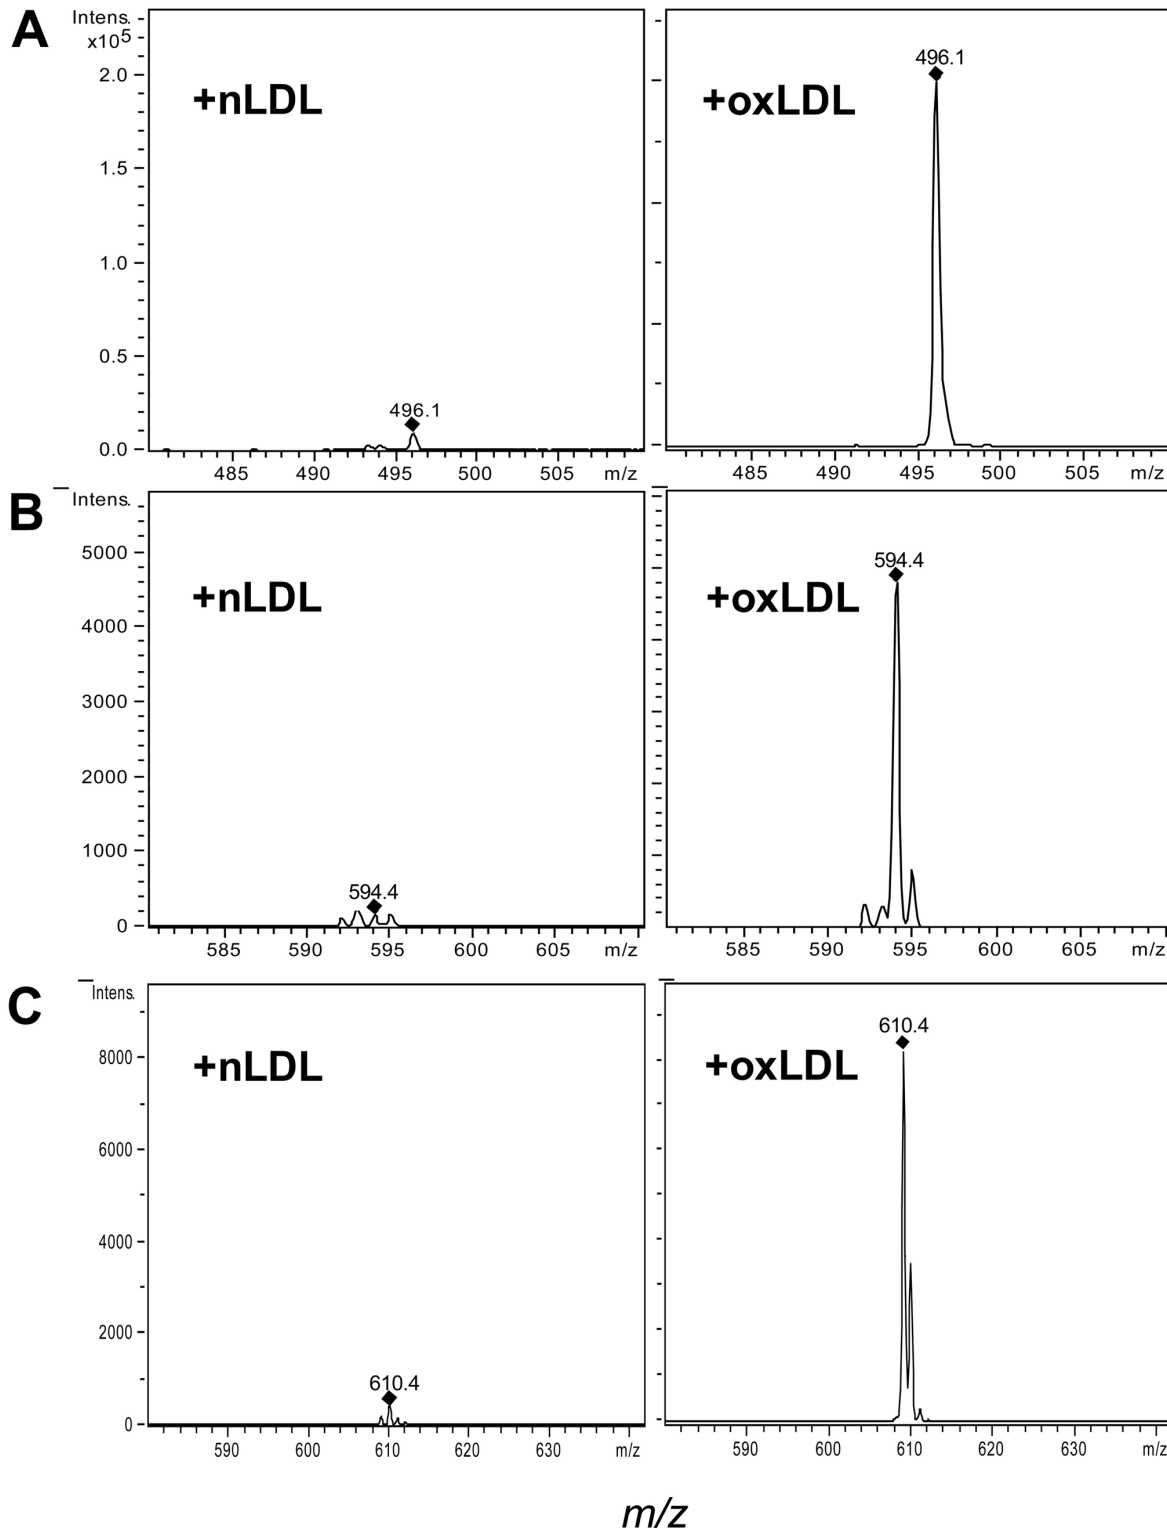 A
Intens.
x10^5
2.0
1.5
1.0
0.5
0.0
+nLDL
496.1
485 490 495 500 505 m/z
+oxLDL
496.1
485 490 495 500 505 m/z
B
Intens.
5000
4000
3000
2000
1000
0
+nLDL
594.4
585 590 595 600 605 m/z
+oxLDL
594.4
585 590 595 600 605 m/z
C
Intens.
8000
6000
4000
2000
0
+nLDL
610.4
590 600 610 620 630 m/z
+oxLDL
610.4
590 600 610 620 630 m/z
m/z